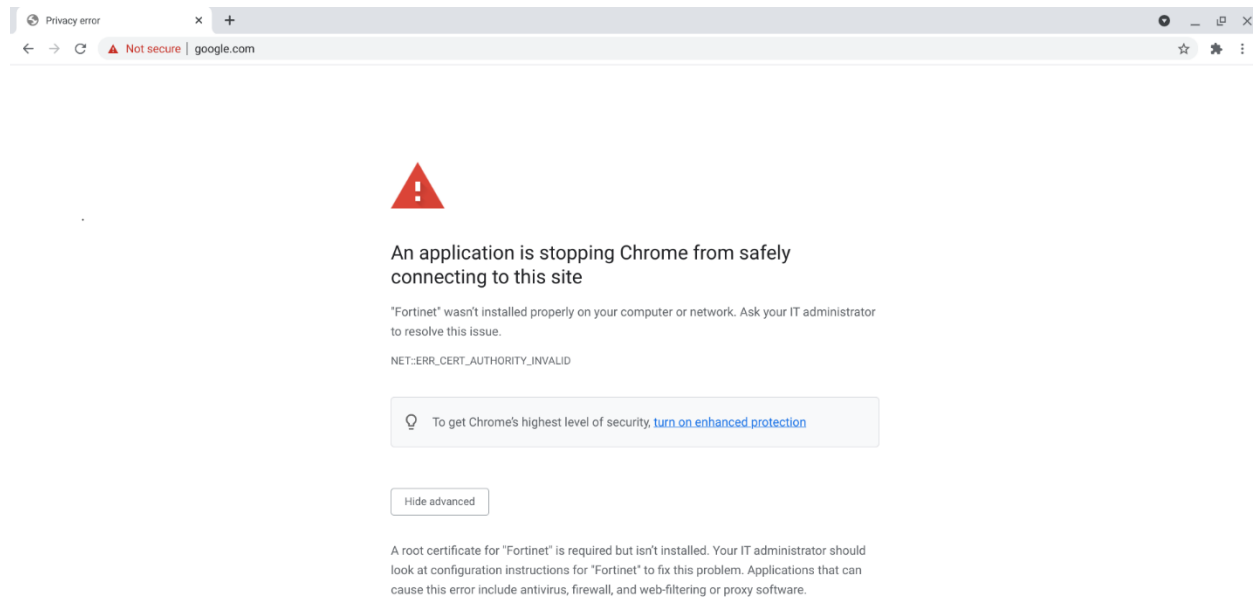 Privacy error
Not secure | google.com
An application is stopping Chrome from safely
connecting to this site
"Fortinet" wasn't installed properly on your computer or network. Ask your IT administrator
to resolve this issue.
NET::ERR_CERT_AUTHORITY_INVALID
To get Chrome's highest level of security, turn on enhanced protection
Hide advanced
A root certificate for "Fortinet" is required but isn't installed. Your IT administrator should
look at configuration instructions for "Fortinet" to fix this problem. Applications that can
cause this error include antivirus, firewall, and web-filtering or proxy software.